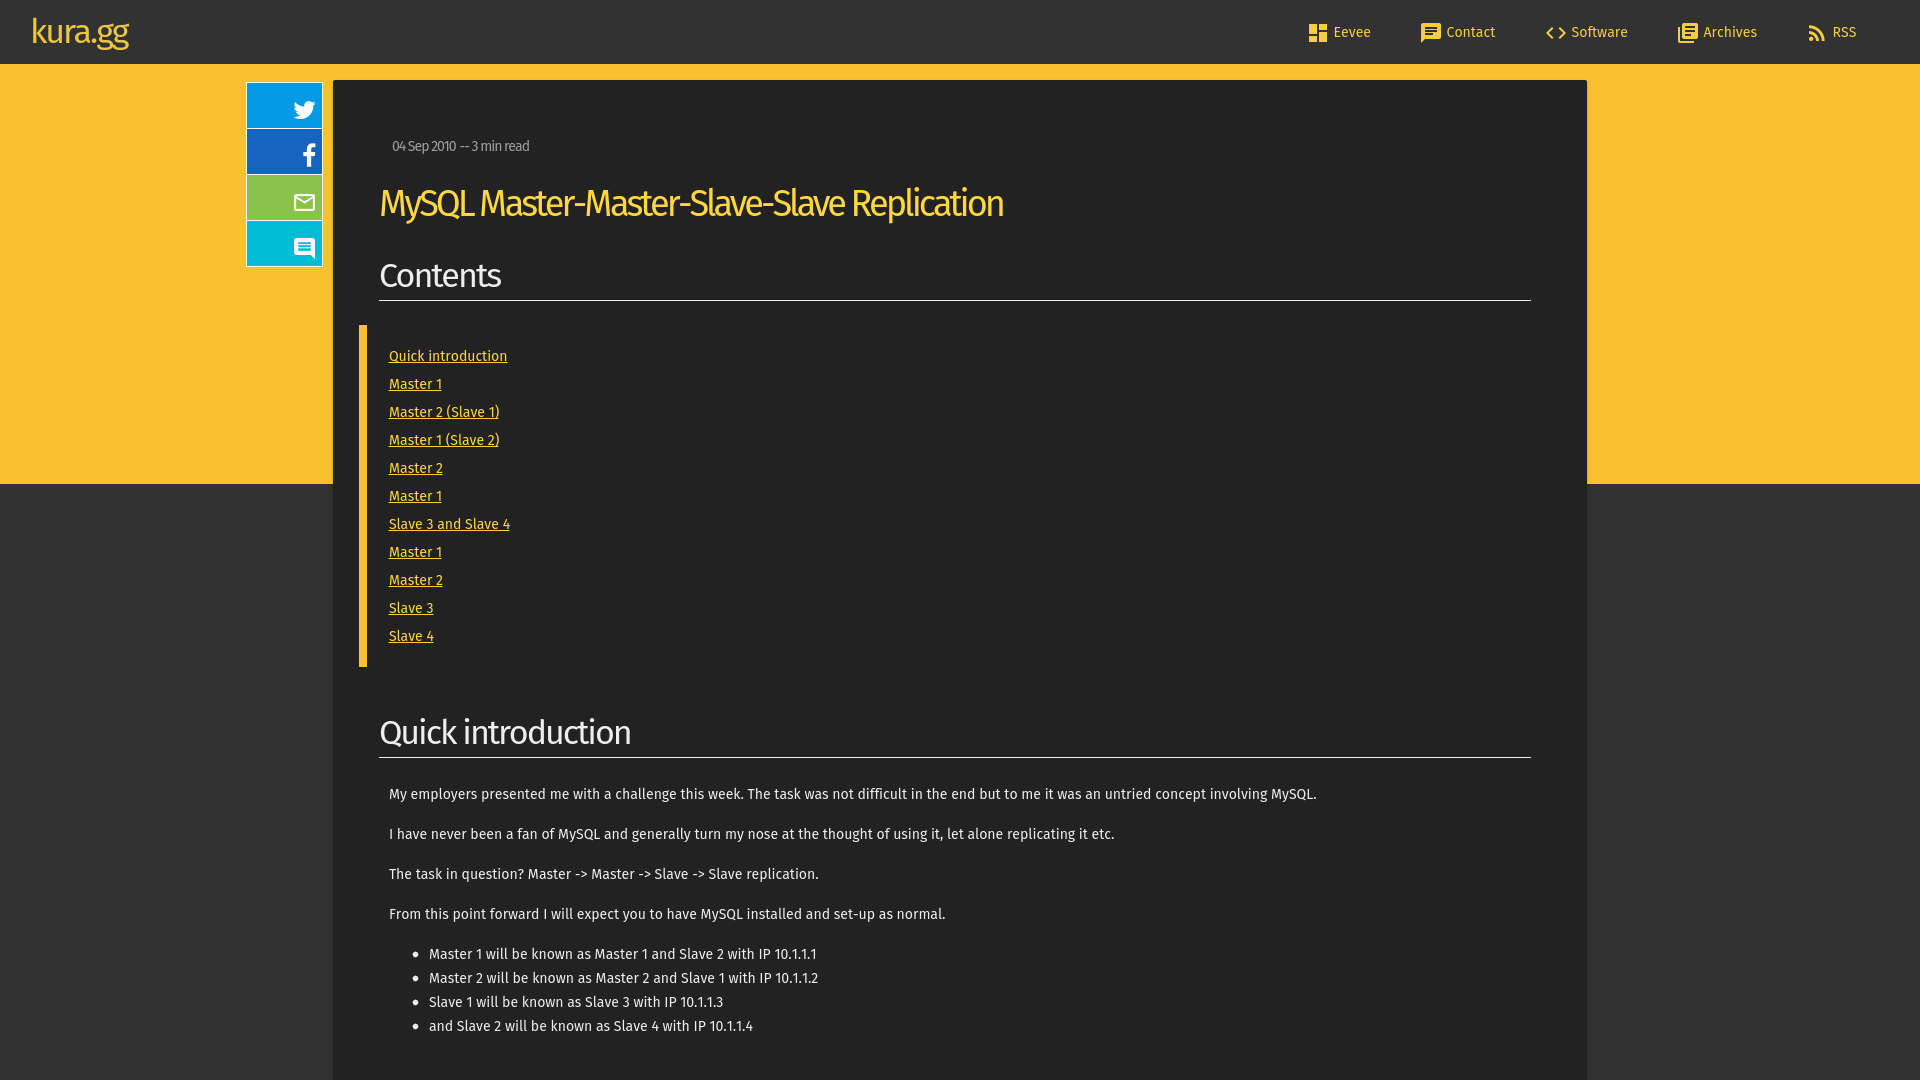 kura.gg
Eevee
Contact
Software
Archives
RSS
04 Sep 2010 -- 3 min read
MySQL Master-Master-Slave-Slave Replication
Contents
Quick introduction
Master 1
Master 2 (Slave 1)
Master 1 (Slave 2)
Master 2
Master 1
Slave 3 and Slave 4
Master 1
Master 2
Slave 3
Slave 4
Quick introduction
My employers presented me with a challenge this week. The task was not difficult in the end but to me it was an untried concept involving MySQL.
I have never been a fan of MySQL and generally turn my nose at the thought of using it, let alone replicating it etc.
The task in question? Master -> Master -> Slave -> Slave replication.
From this point forward I will expect you to have MySQL installed and set-up as normal.
• Master 1 will be known as Master 1 and Slave 2 with IP 10.1.1.1
• Master 2 will be known as Master 2 and Slave 1 with IP 10.1.1.2
• Slave 1 will be known as Slave 3 with IP 10.1.1.3
• and Slave 2 will be known as Slave 4 with IP 10.1.1.4